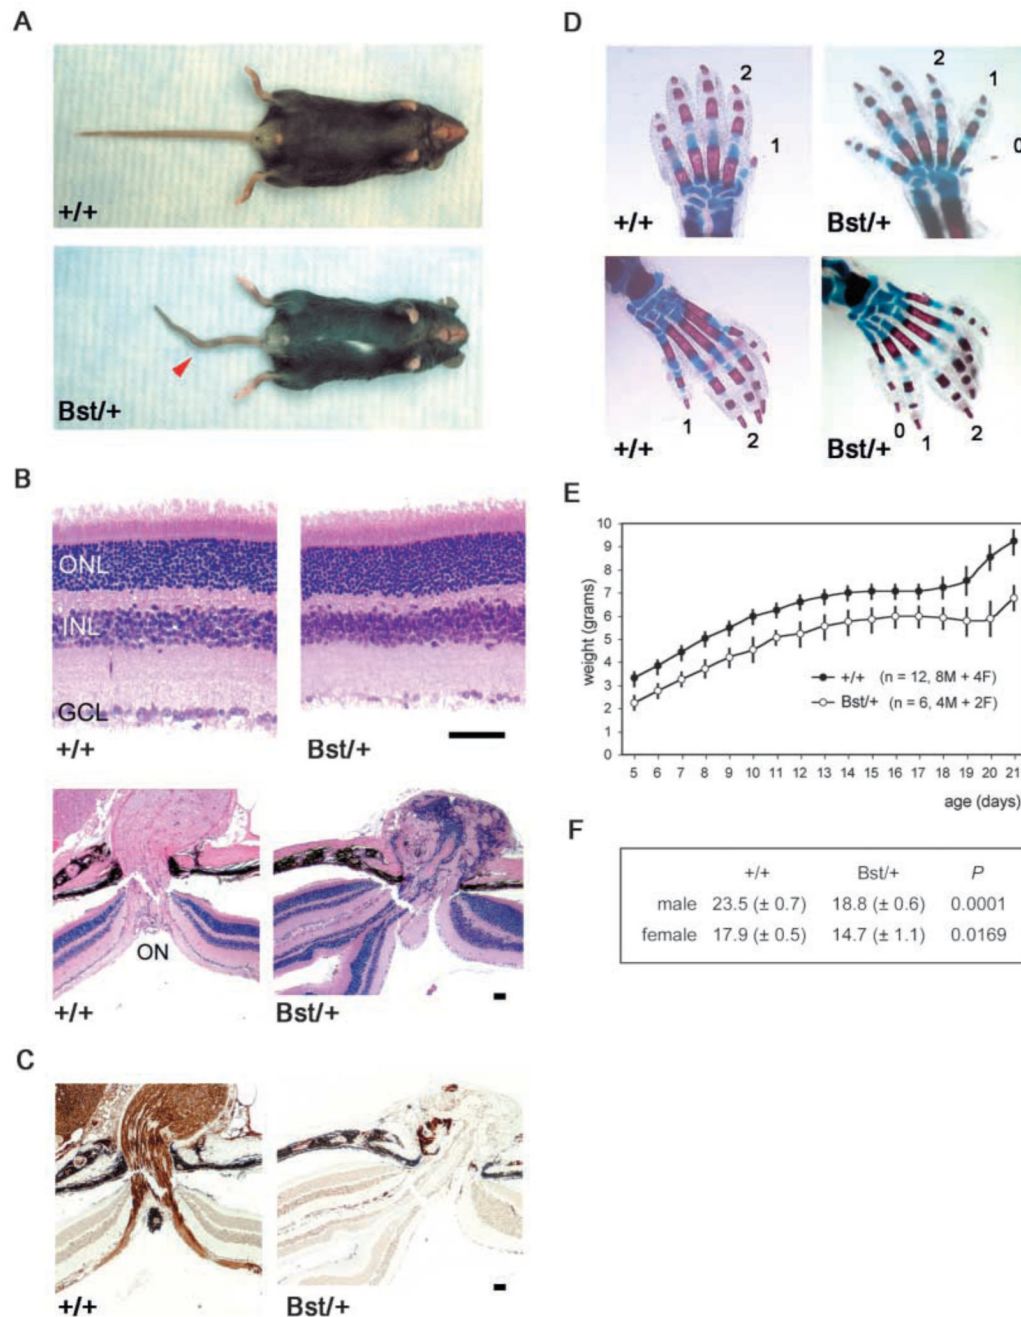 A
+/+
Bst/+
B
ONL
INL
GCL
+/+
Bst/+
ON
+/+
Bst/+
C
+/+
Bst/+
D
2
1
+/+
2
1
0
Bst/+
1
2
+/+
0
1
2
Bst/+
E
weight (grams)
10
9
8
7
6
5
4
3
2
1
0
+/+ (n = 12, 8M + 4F)
Bst/+ (n = 6, 4M + 2F)
5 6 7 8 9 10 11 12 13 14 15 16 17 18 19 20 21
age (days)
F
+/+ Bst/+ P
male 23.5 (± 0.7) 18.8 (± 0.6) 0.0001
female 17.9 (± 0.5) 14.7 (± 1.1) 0.0169